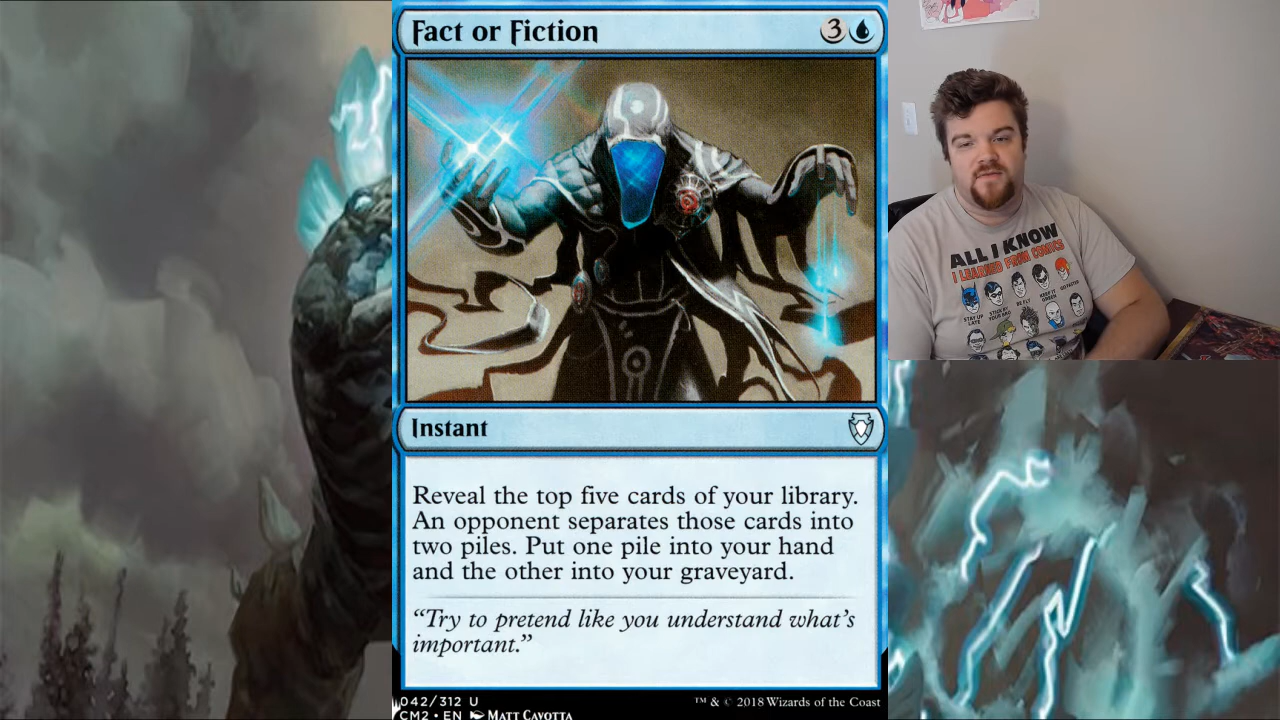 Fact or Fiction
3
Instant
Reveal the top five cards of your library.
An opponent separates those cards into
two piles. Put one pile into your hand
and the other into your graveyard.
“Try to pretend like you understand what’s
important.”
042/312 U
™ & © 2018 Wizards of the Coast
CM2 • EN MATT CAVOTTA
ALL I KNOW
I LEARNED FROM COMICS
STAY UP
LATE